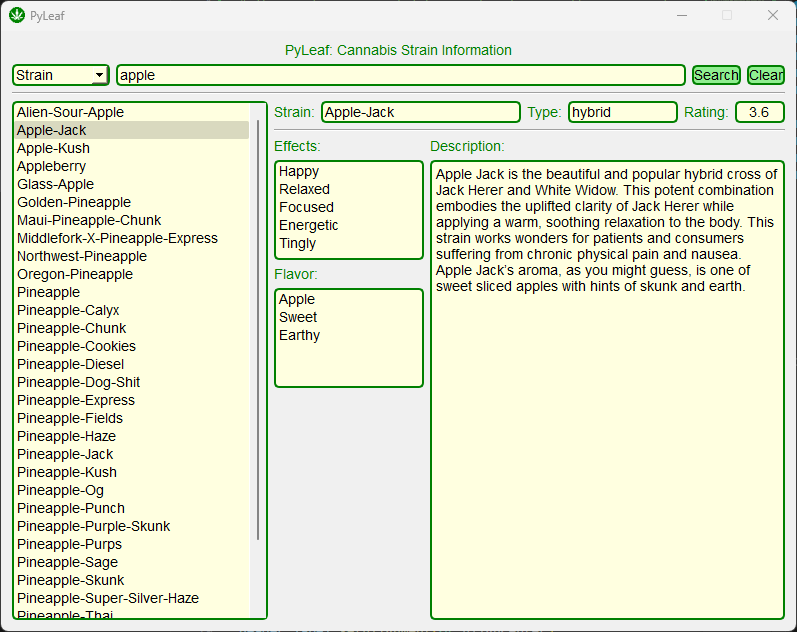 PyLeaf
PyLeaf: Cannabis Strain Information
Strain
apple
Search
Clear
Alien-Sour-Apple
Apple-Jack
Apple-Kush
Appleberry
Glass-Apple
Golden-Pineapple
Maui-Pineapple-Chunk
Middlefork-X-Pineapple-Express
Northwest-Pineapple
Oregon-Pineapple
Pineapple
Pineapple-Calyx
Pineapple-Chunk
Pineapple-Cookies
Pineapple-Diesel
Pineapple-Dog-Shit
Pineapple-Express
Pineapple-Fields
Pineapple-Haze
Pineapple-Jack
Pineapple-Kush
Pineapple-Og
Pineapple-Punch
Pineapple-Purple-Skunk
Pineapple-Purps
Pineapple-Sage
Pineapple-Skunk
Pineapple-Super-Silver-Haze
Pineapple-Thai
Strain: Apple-Jack
Type: hybrid
Rating: 3.6
Effects:
Happy
Relaxed
Focused
Energetic
Tingly
Flavor:
Apple
Sweet
Earthy
Description:
Apple Jack is the beautiful and popular hybrid cross of
Jack Herer and White Widow. This potent combination
embodies the uplifted clarity of Jack Herer while
applying a warm, soothing relaxation to the body. This
strain works wonders for patients and consumers
suffering from chronic physical pain and nausea.
Apple Jack’s aroma, as you might guess, is one of
sweet sliced apples with hints of skunk and earth.